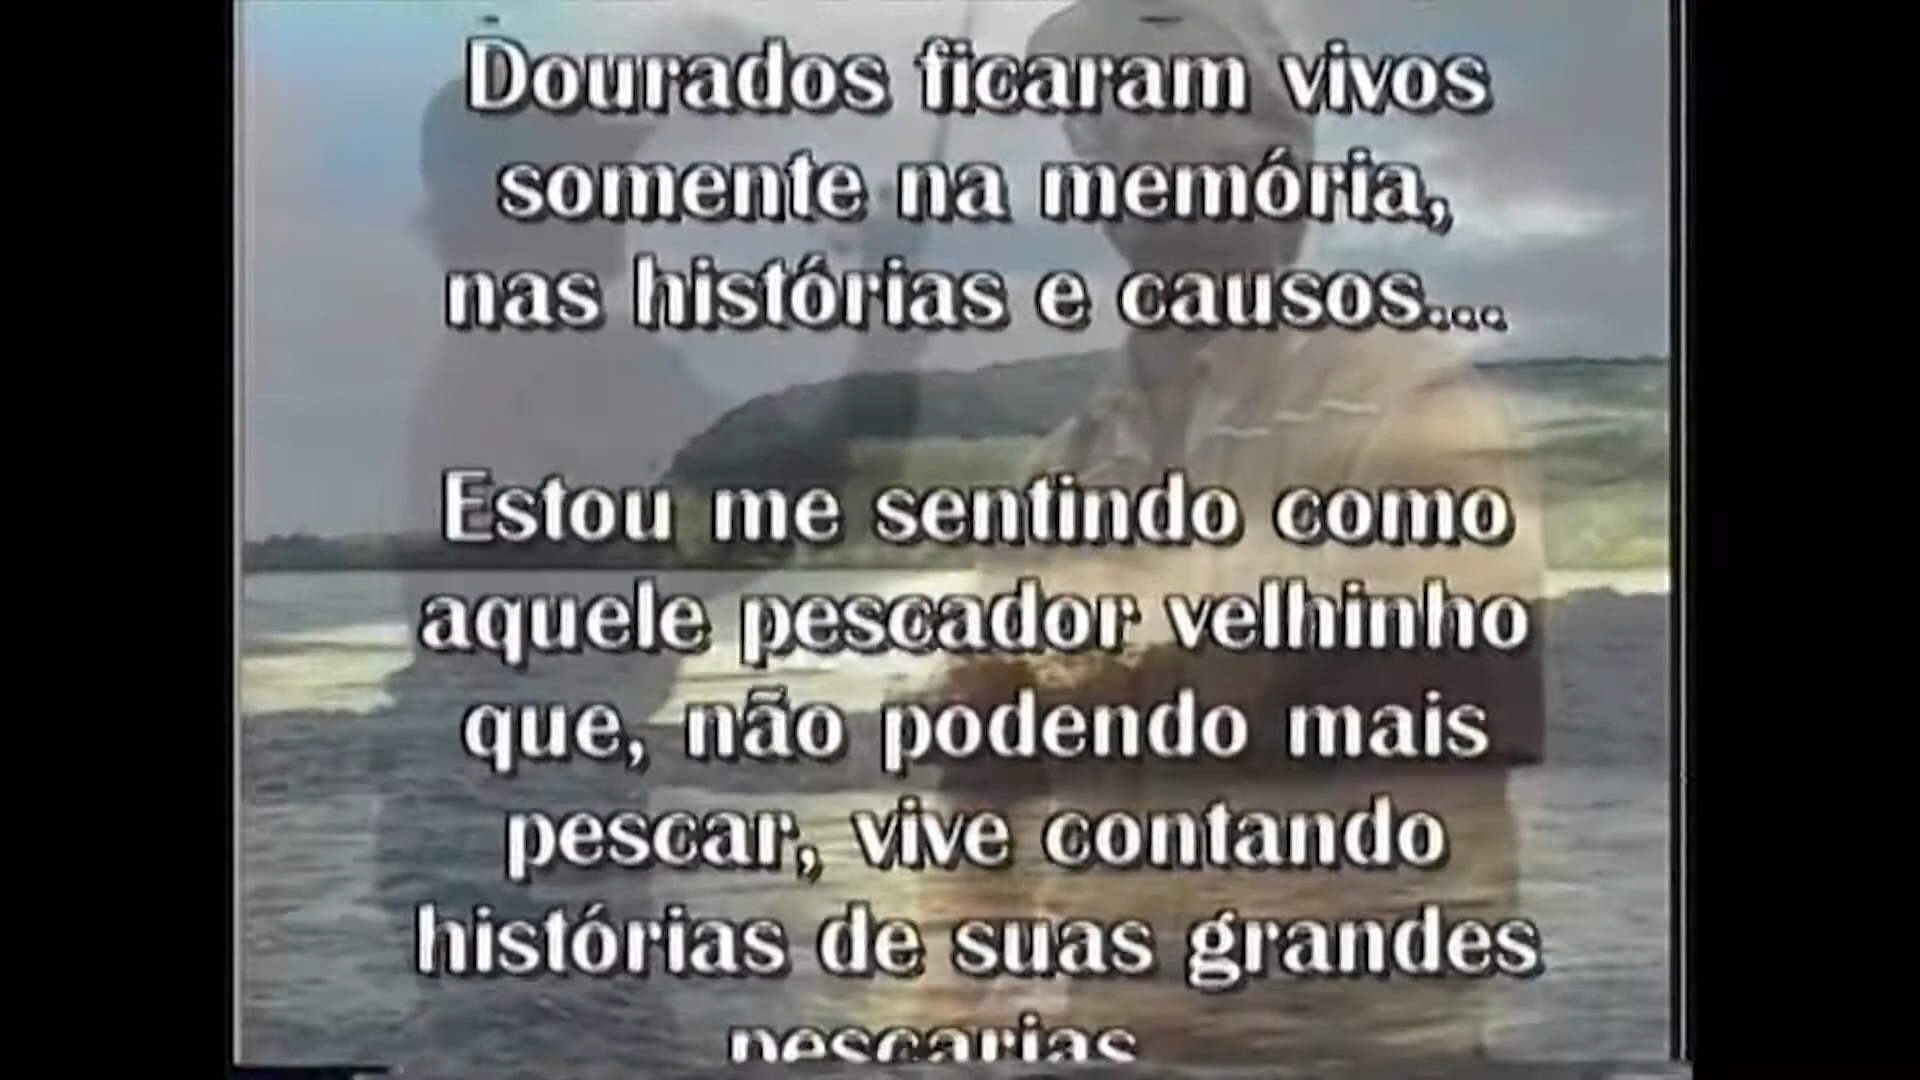 Dourados ficaram vivos
somente na memória,
nas histórias e causos...
Estou me sentindo como
aquele pescador velhinho
que, não podendo mais
pescar, vive contando
histórias de suas grandes
pescarias